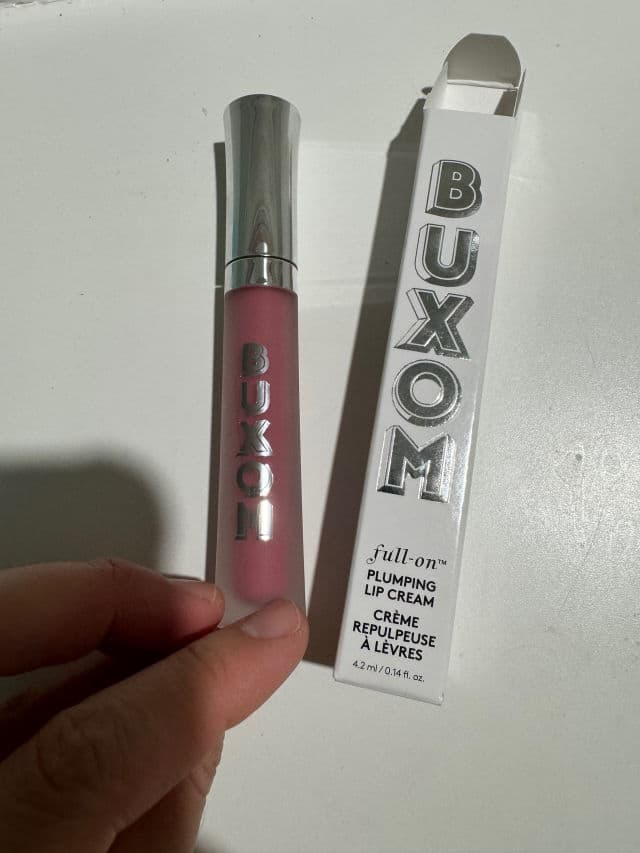 BUXOM
BUXOM
full-on™
PLUMPING
LIP CREAM
CRÈME
REPULPEUSE
À LÈVRES
4.2 ml / 0.14 fl. oz.